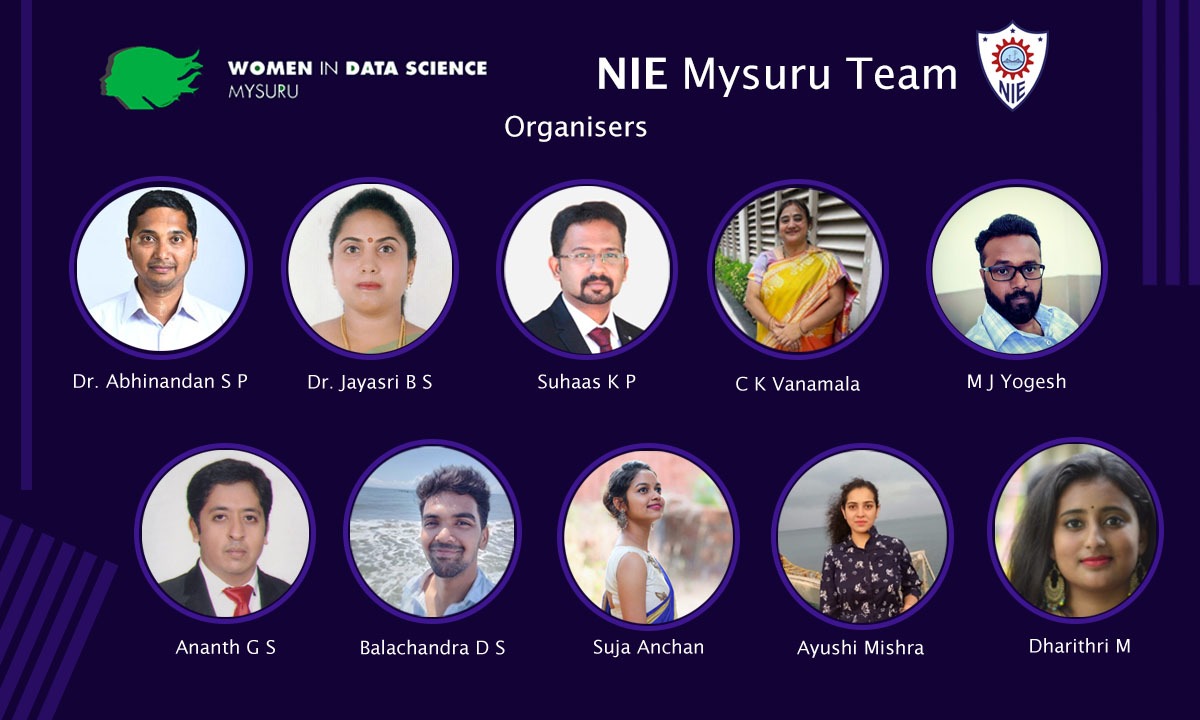 WOMEN IN DATA SCIENCE
MYSURU
NIE Mysuru Team
NIE
Organisers
Dr. Abhinandan S P
Dr. Jayasri B S
Suhaas K P
C K Vanamala
M J Yogesh
Ananth G S
Balachandra D S
Suja Anchan
Ayushi Mishra
Dharithri M